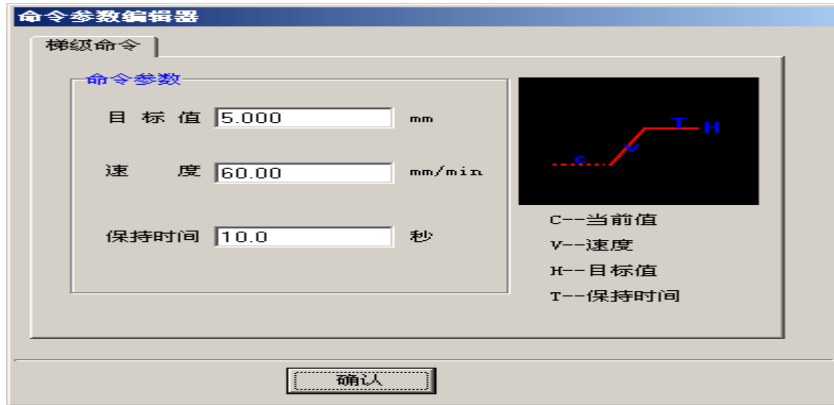 命令参数编辑器
梯级命令
命令参数
目 标 值 5.000 mm
速 度 60.00 mm/min
保持时间 10.0 秒
T H
C V
C--当前值
V--速度
H--目标值
T--保持时间
确认